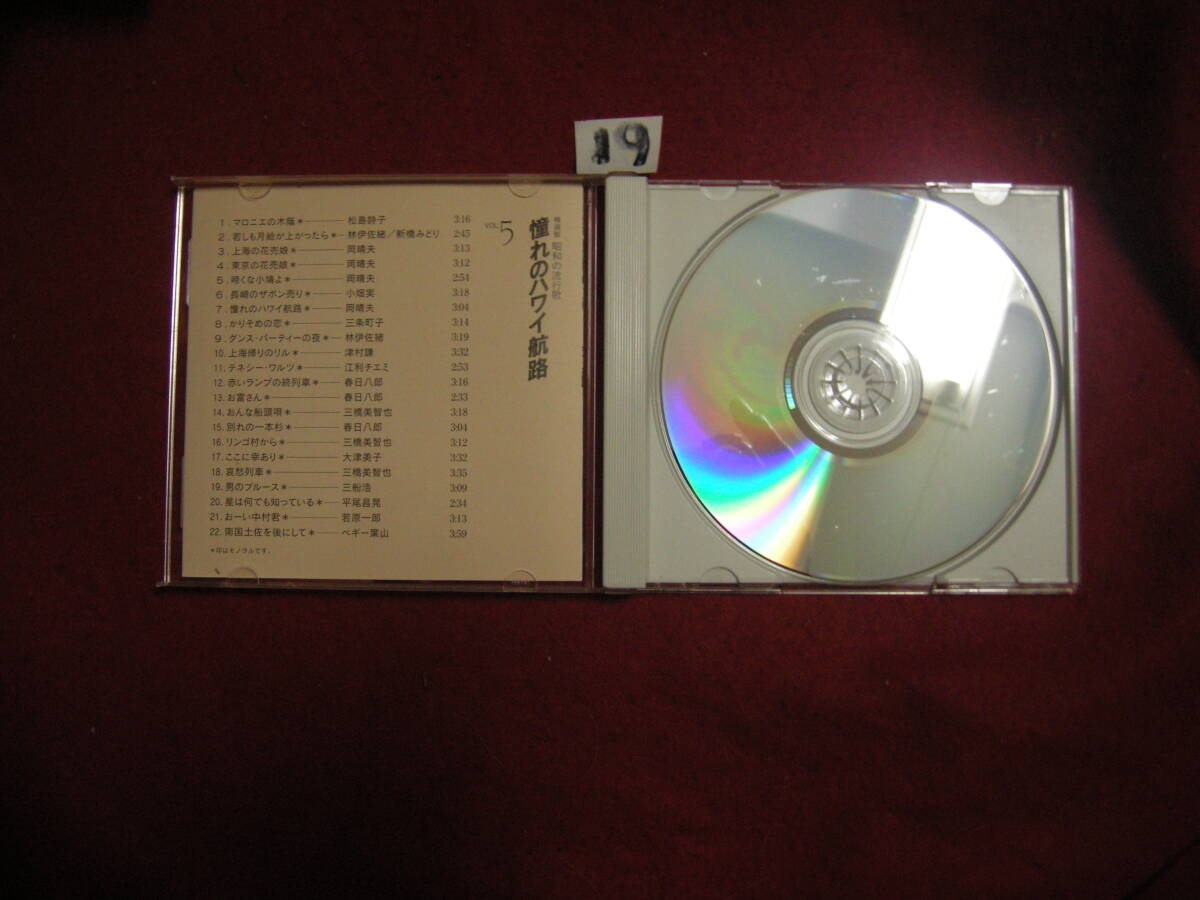 19
精選盤 昭和の流行歌
憧れのハワイ航路
VOL.5
1. マロニエの木蔭＊ 松島詩子 3:16
2. 若しも月給が上がったら＊ 林伊佐緒／新橋みどり 2:45
3. 上海の花売娘＊ 岡晴夫 3:13
4. 東京の花売娘＊ 岡晴夫 3:12
5. 啼くな小鳩よ＊ 岡晴夫 2:54
6. 長崎のザボン売り＊ 小畑実 3:18
7. 憧れのハワイ航路＊ 岡晴夫 3:04
8. かりそめの恋＊ 三条町子 3:14
9. ダンス・パーティーの夜＊ 林伊佐緒 3:19
10. 上海帰りのリル＊ 津村謙 3:32
11. テネシー・ワルツ＊ 江利チエミ 2:53
12. 赤いランプの終列車＊ 春日八郎 3:16
13. お富さん＊ 春日八郎 2:33
14. おんな船頭唄＊ 三橋美智也 3:18
15. 別れの一本杉＊ 春日八郎 3:04
16. リンゴ村から＊ 三橋美智也 3:12
17. ここに幸あり＊ 大津美子 3:32
18. 哀愁列車＊ 三橋美智也 3:35
19. 男のブルース＊ 三船浩 3:09
20. 星は何でも知っている＊ 平尾昌晃 2:34
21. おーい中村君＊ 若原一郎 3:13
22. 南国土佐を後にして＊ ペギー葉山 3:59
＊印はモノラルです。